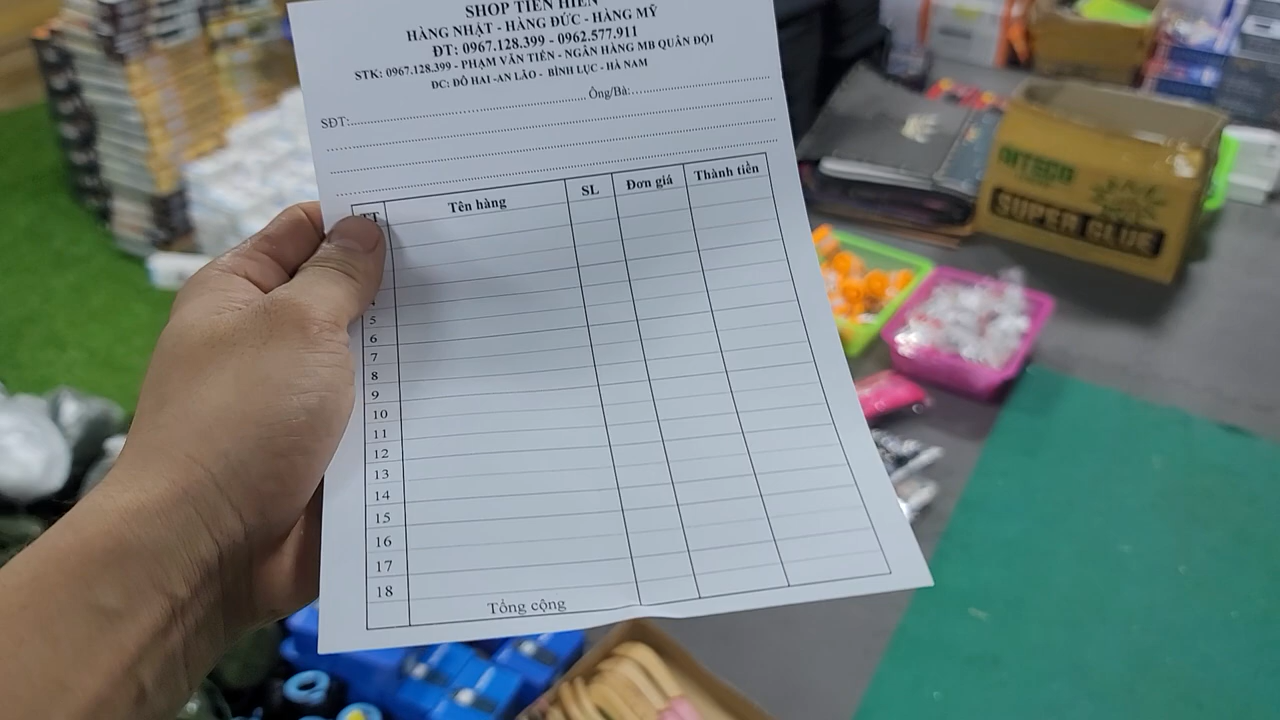 SHOP TIẾN HIỀN
HÀNG NHẬT - HÀNG ĐỨC - HÀNG MỸ
ĐT: 0967.128.399 - 0962.577.911
STK: 0967.128.399 - PHẠM VĂN TIẾN - NGÂN HÀNG MB QUÂN ĐỘI
ĐC: ĐÔ HAI - AN LÃO - BÌNH LỤC - HÀ NAM
SĐT: Ông/Bà:
TT Tên hàng SL Đơn giá Thành tiền
5
6
7
8
9
10
11
12
13
14
15
16
17
18
Tổng cộng
SUPER GLUE